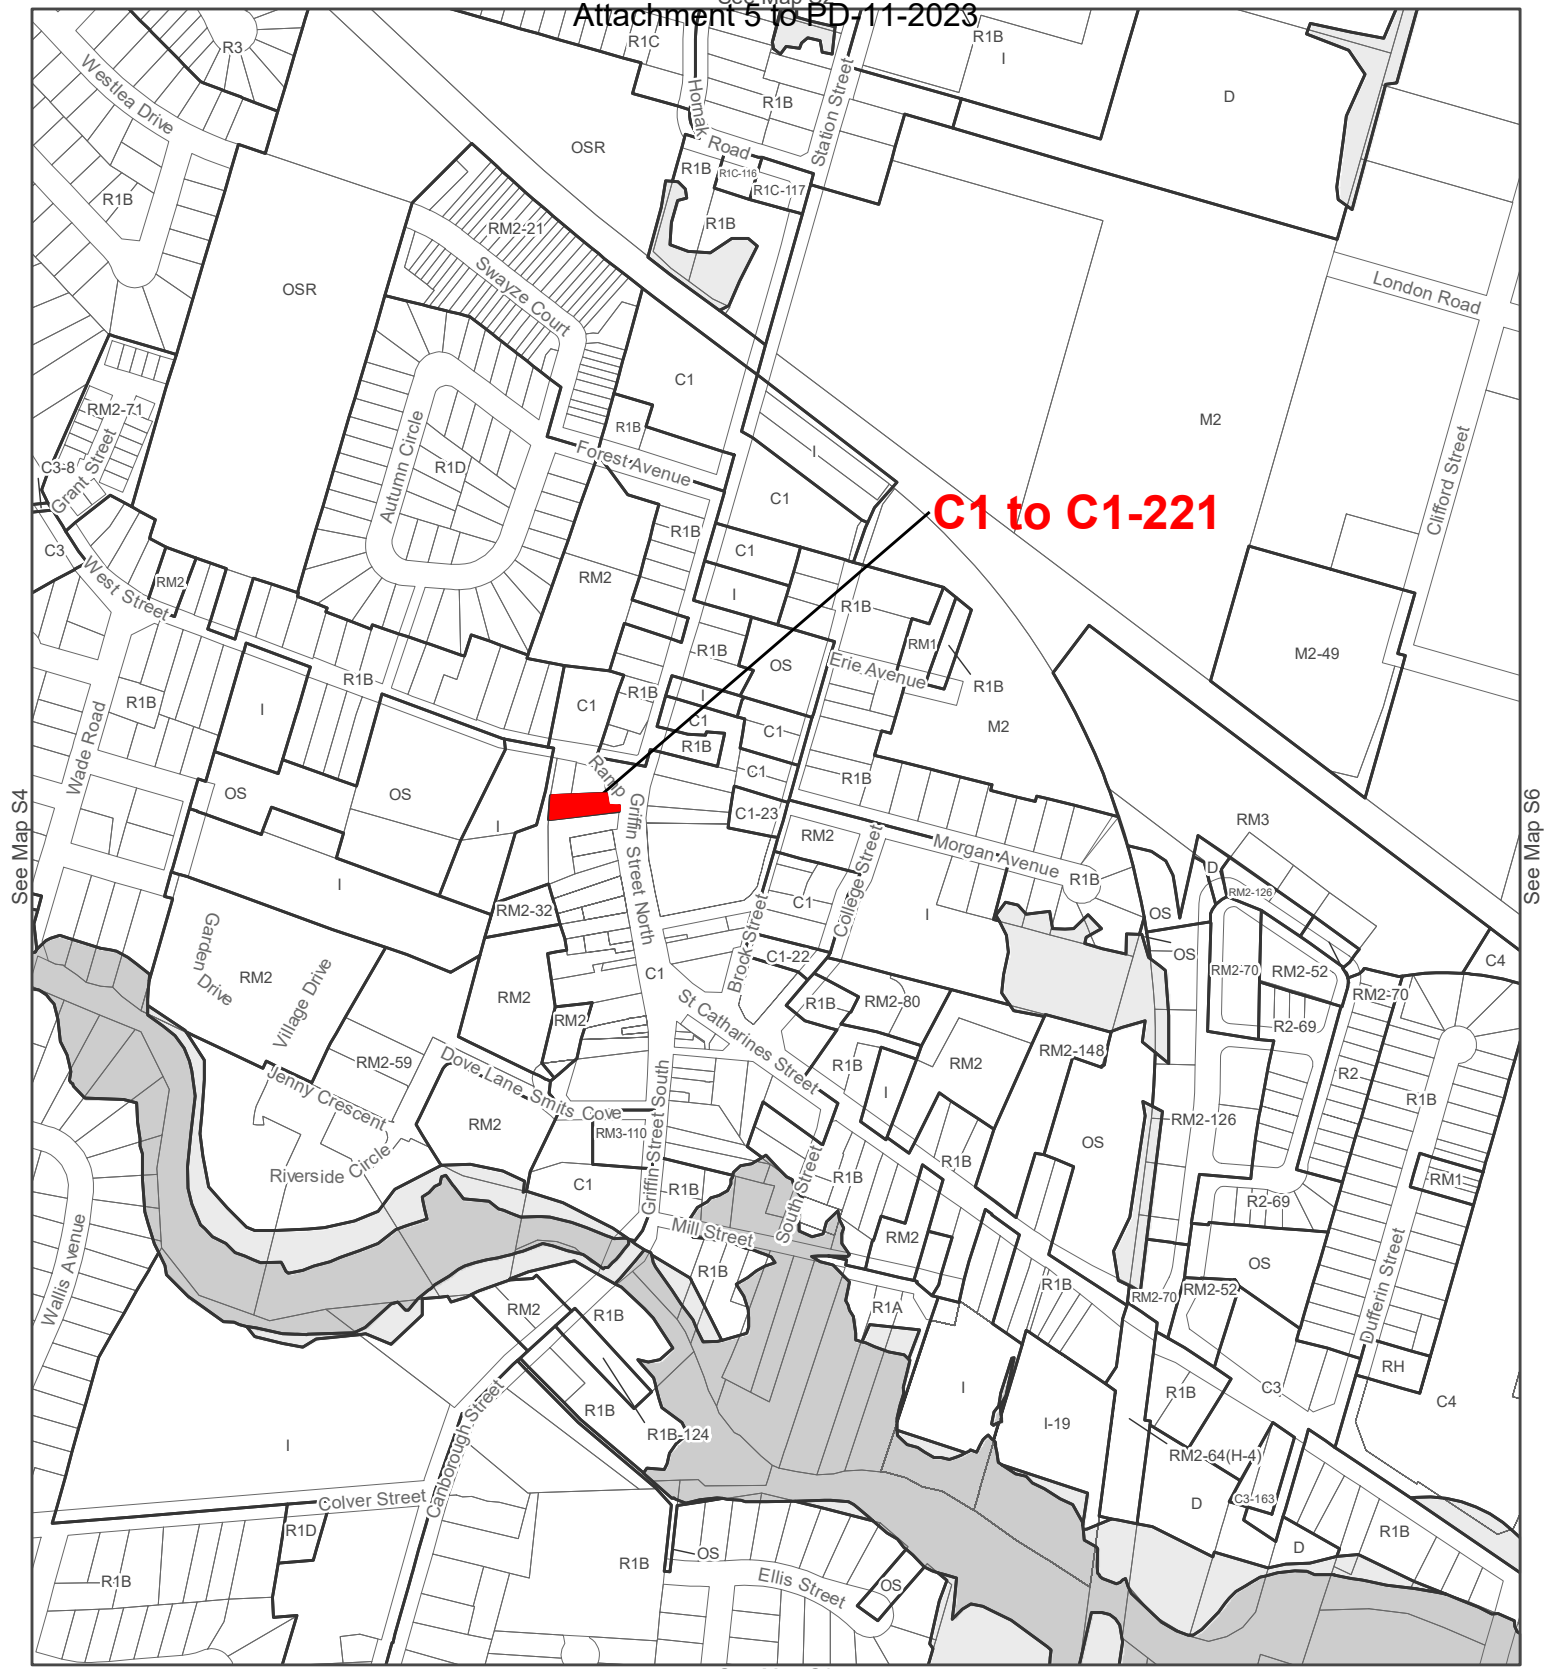 Attachment 5 to PD-11-2023
R3
R1C
R1B
I
Westlea Drive
Hornak
Road
Station Street
R1B
D
OSR
R1B
R1C-116
R1C-117
R1B
R1B
RM2-21
Swayze Court
OSR
London Road
C1
M2
RM2-71
Grant Street
C3-8
Autumn Circle
R1D
R1B
Forest Avenue
I
C1
C1 to C1-221
Clifford Street
R1B
C3
C1
West Street
RM2
RM2
I
R1B
RM1
R1B
OS
Erie Avenue
R1B
M2-49
R1B
R1B
I
C1
R1B
I
C1
C1
M2
R1B
Wade Road
Ramp
C1
R1B
OS
OS
I
Griffin Street North
C1-23
RM2
College Street
Morgan Avenue
R1B
RM3
See Map S4
See Map S6
I
D
RM2-126
RM2-32
C1
I
OS
Garden
Drive
RM2
Village Drive
C1
Brock Street
C1-22
OS
RM2-70
RM2-52
C4
RM2
RM2
St Catharines Street
R1B
RM2-80
RM2-70
R2-69
RM2-59
Jenny Crescent
Dove Lane
Smits Cove
R1B
RM2
RM2-148
R2
R1B
I
RM2
RM3-110
Griffin Street South
OS
RM2-126
Riverside Circle
C1
R1B
South Street
R1B
R1B
RM1
R2-69
Mill Street
RM2
Wallis Avenue
R1B
R1B
OS
RM2-70
RM2-52
Dufferin Street
RM2
R1B
R1A
RH
I
R1B
C3
C4
R1B
R1B-124
I-19
I
RM2-64(H-4)
Canborough Street
Colver Street
D
C3-163
R1D
R1B
D
R1B
OS
R1B
Ellis Street
OS